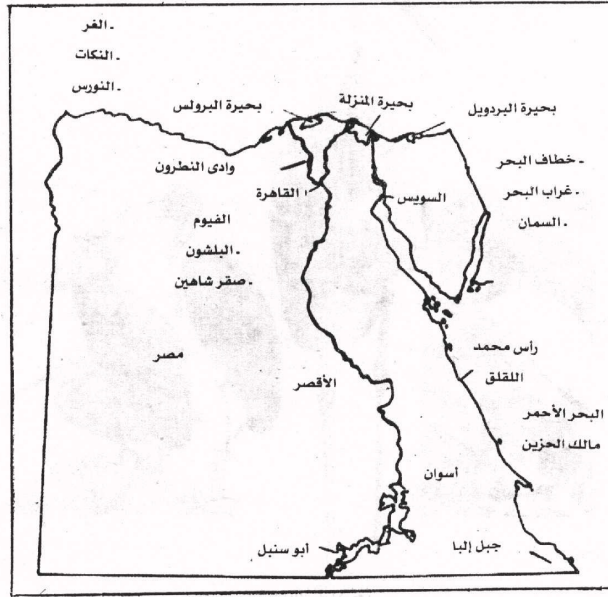 ـ الغر
ـ النكات
ـ النورس
بحيرة البردويل
بحيرة المنزلة
بحيرة البرولس
ـ خطاف البحر
وادى النطرون
ـ غراب البحر
السويس
القاهرة
ـ السمان
الفيوم
ـ البلشون
ـ صقر شاهين
رأس محمد
مصر
اللقلق
الأقصر
البحر الأحمر
مالك الحزين
أسوان
جبل إلبا
أبو سنبل